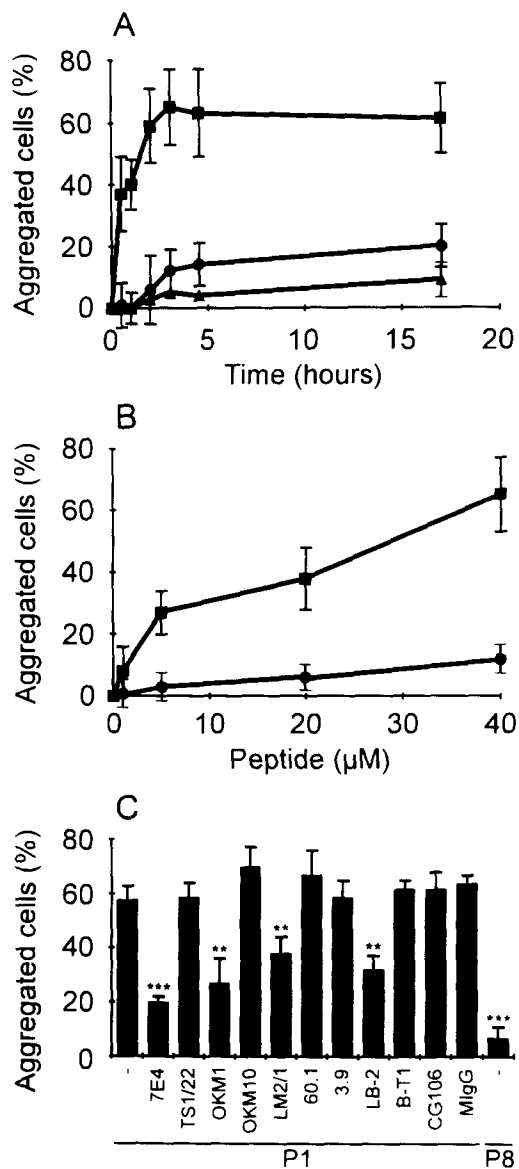 A
Aggregated cells (%)
80
60
40
20
0
0 5 10 15 20
Time (hours)
B
Aggregated cells (%)
80
60
40
20
0
0 10 20 30 40
Peptide (µM)
C
Aggregated cells (%)
80
60
40
20
0
*** ** ** ** ***
- 7E4 TS1/22 OKM1 OKM10 LM2/1 60.1 3.9 LB-2 B-T1 CG106 MIgG -
P1 P8